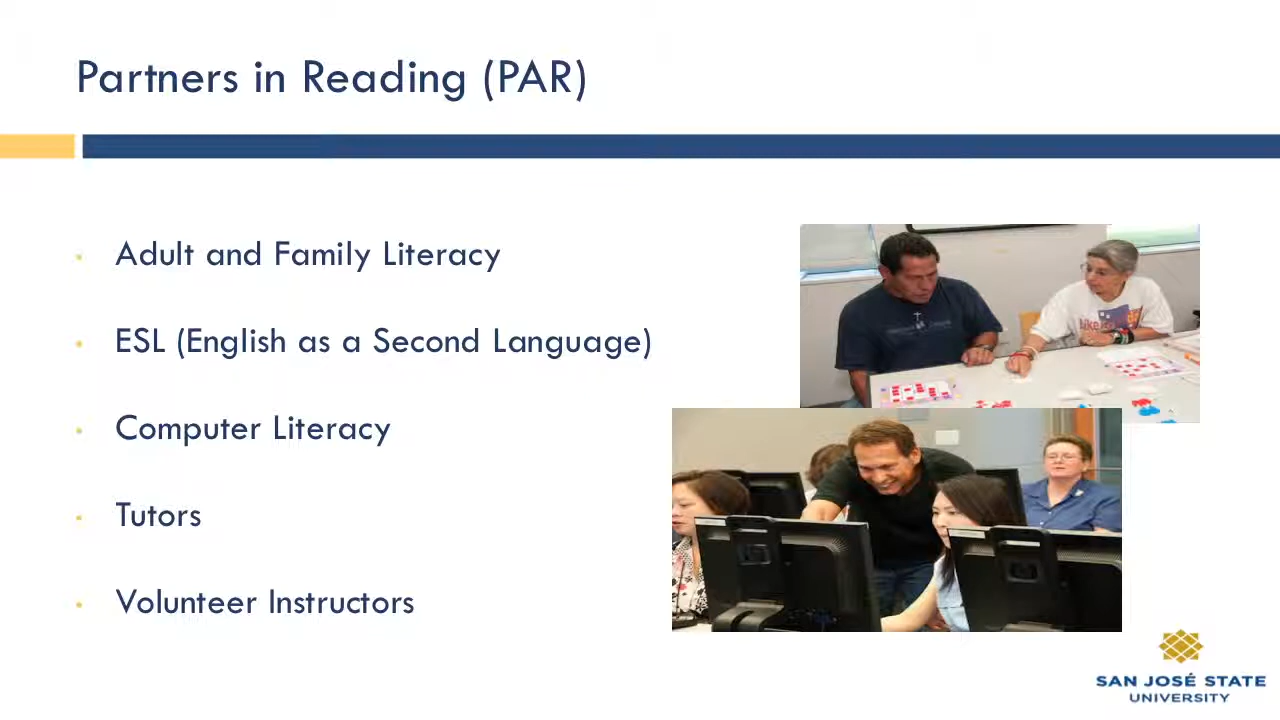 Partners in Reading (PAR)
Adult and Family Literacy
ESL (English as a Second Language)
Computer Literacy
Tutors
Volunteer Instructors
SAN JOSÉ STATE
UNIVERSITY